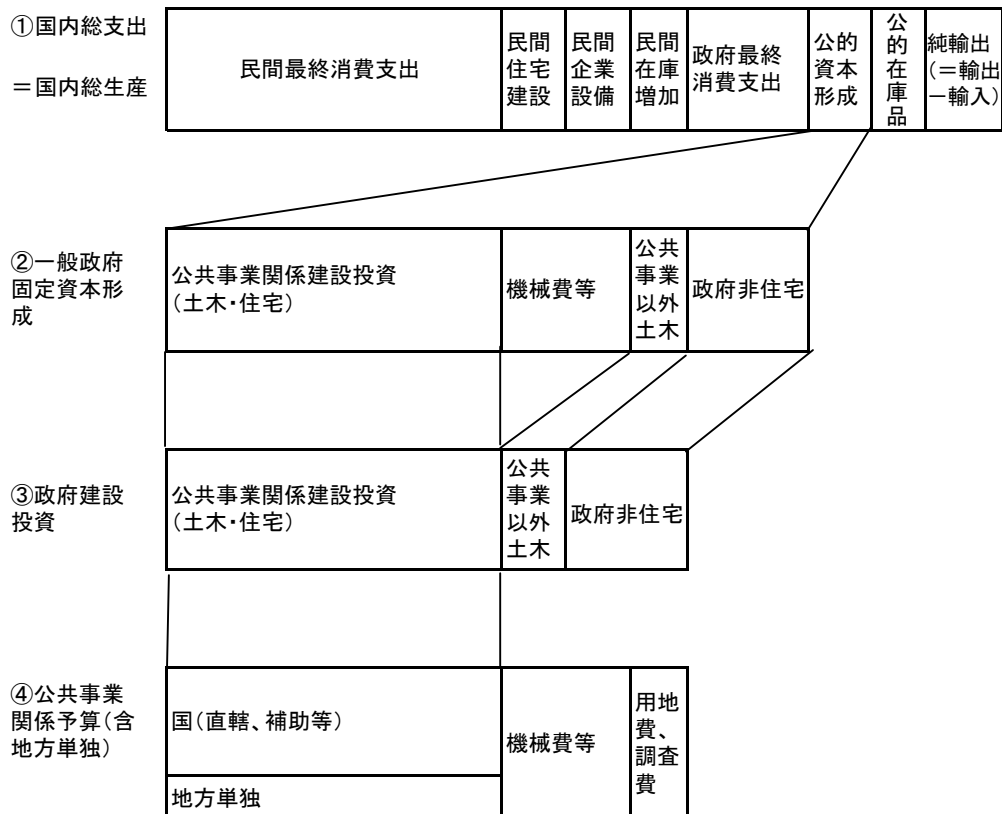 ①国内総支出
＝国内総生産
民間最終消費支出
民間
住宅
建設
民間
企業
設備
民間
在庫
増加
政府最終
消費支出
公的
資本
形成
公
的
在
庫
品
純輸出
（＝輸出
－輸入）
②一般政府
固定資本形
成
公共事業関係建設投資
（土木・住宅）
機械費等
公共
事業
以外
土木
政府非住宅
③政府建設
投資
公共事業関係建設投資
（土木・住宅）
公共
事業
以外
土木
政府非住宅
④公共事業
関係予算（含
地方単独）
国（直轄、補助等）
地方単独
機械費等
用地
費、
調査
費